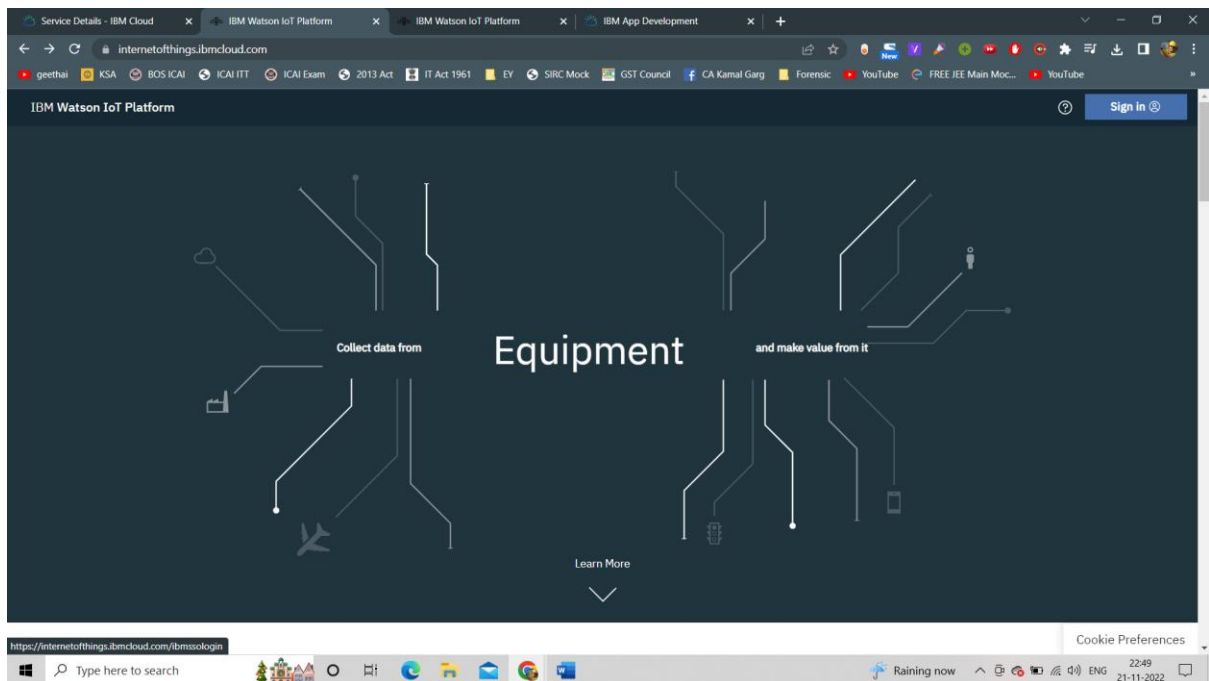 Service Details - IBM Cloud
IBM Watson IoT Platform
IBM Watson IoT Platform
IBM App Development
internetofthings.ibmcloud.com
New
geethai
KSA
BOS ICAI
ICAI ITT
ICAI Exam
2013 Act
IT Act 1961
EY
SIRC Mock
GST Council
CA Kamal Garg
Forensic
YouTube
FREE JEE Main Moc...
YouTube
IBM Watson IoT Platform
Sign in
Collect data from
Equipment
and make value from it
Learn More
https://internetofthings.ibmcloud.com/ibmssologin
Cookie Preferences
Type here to search
Raining now
ENG
22:49
21-11-2022